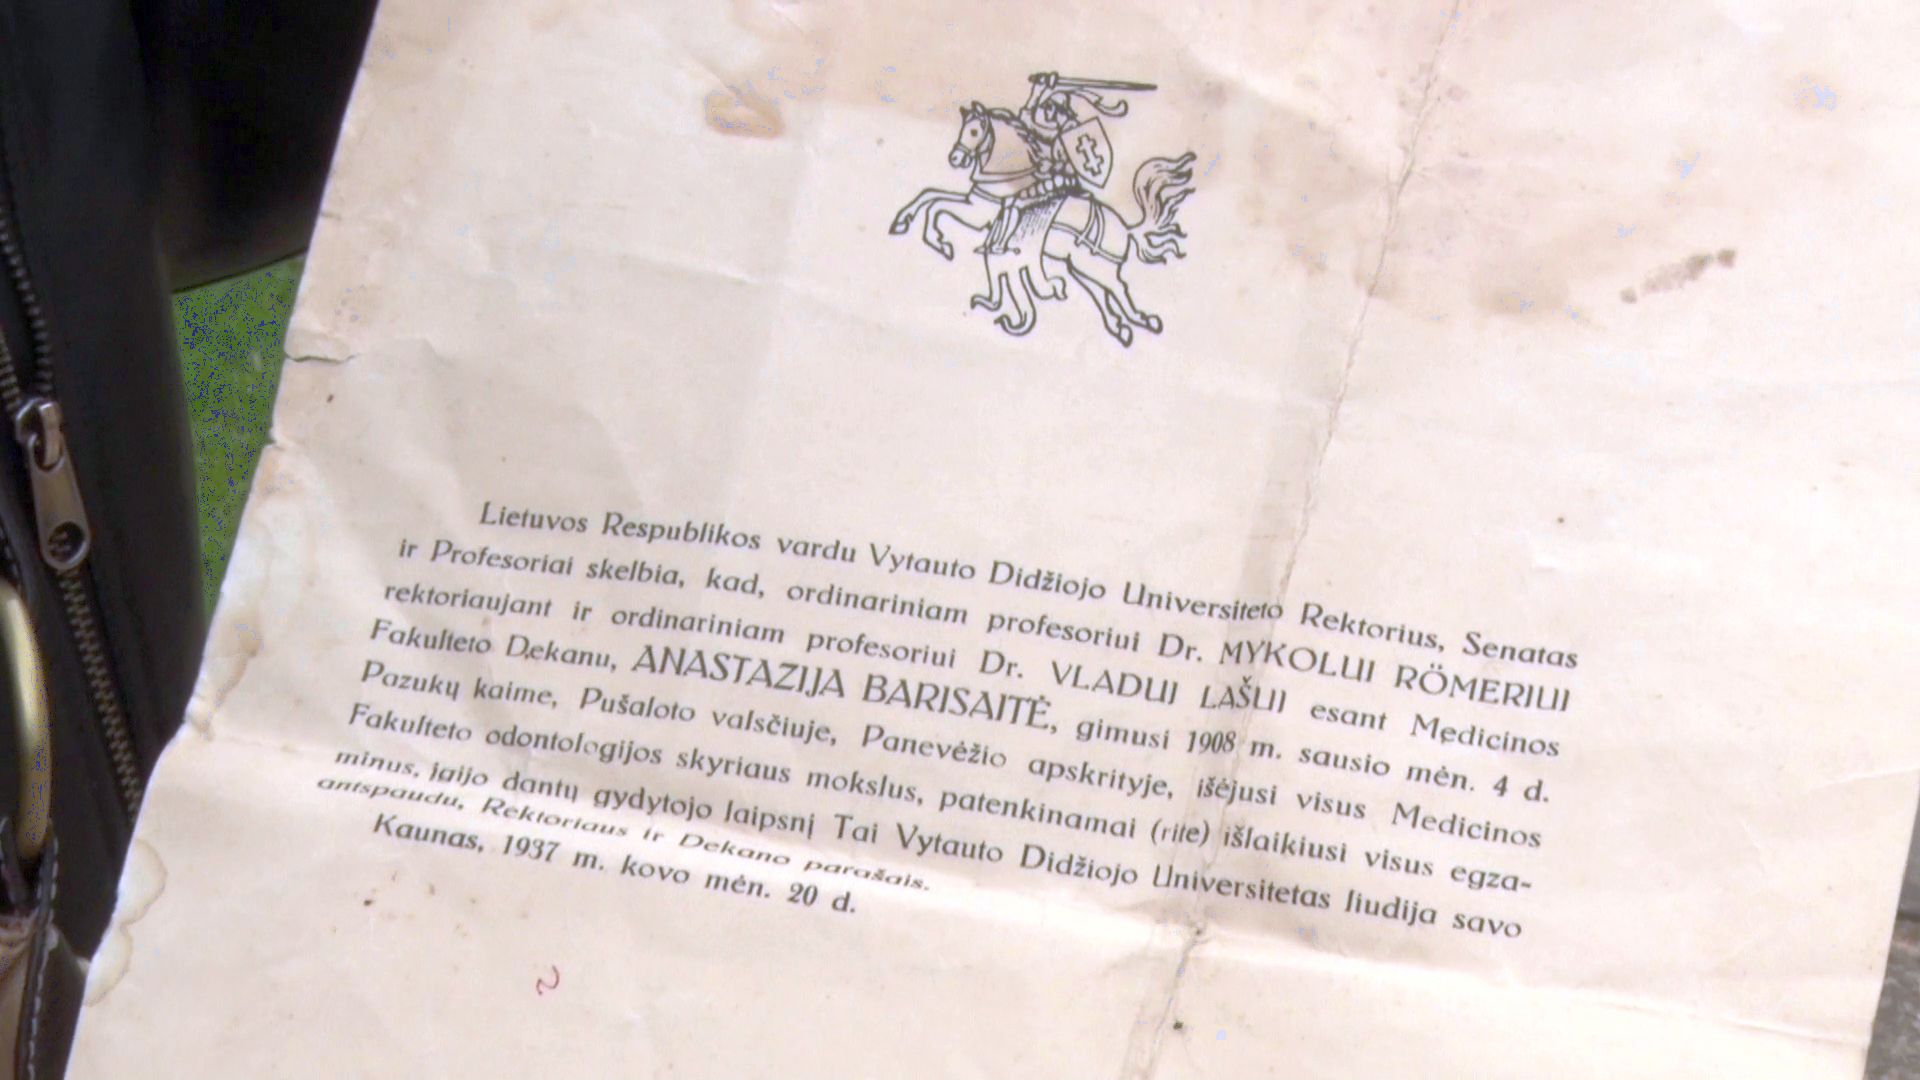 Lietuvos Respublikos vardu Vytauto Didžiojo Universiteto Rektorius, Senatas
ir Profesoriai skelbia, kad, ordinariniam profesoriui Dr. MYKOLUI RÖMERIUI
rektoriaujant ir ordinariniam profesoriui Dr. VLADUI LAŠUI esant Medicinos
Fakulteto Dekanu, ANASTAZIJA BARISAITĖ, gimusi 1908 m. sausio mėn. 4 d.
Pazukų kaime, Pušaloto valsčiuje, Panevėžio apskrityje, išėjusi visus Medicinos
Fakulteto odontologijos skyriaus mokslus, patenkinamai (rite) išlaikiusi visus egza-
minus, įgijo dantų gydytojo laipsnį Tai Vytauto Didžiojo Universitetas liudija savo
antspaudu, Rektoriaus ir Dekano parašais.
Kaunas, 1937 m. kovo mėn. 20 d.